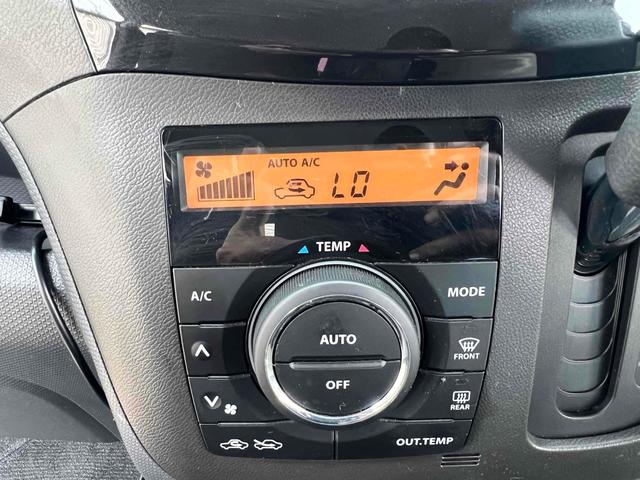 AUTO A/C
LO
TEMP
A/C
MODE
AUTO
OFF
FRONT
REAR
OUT.TEMP